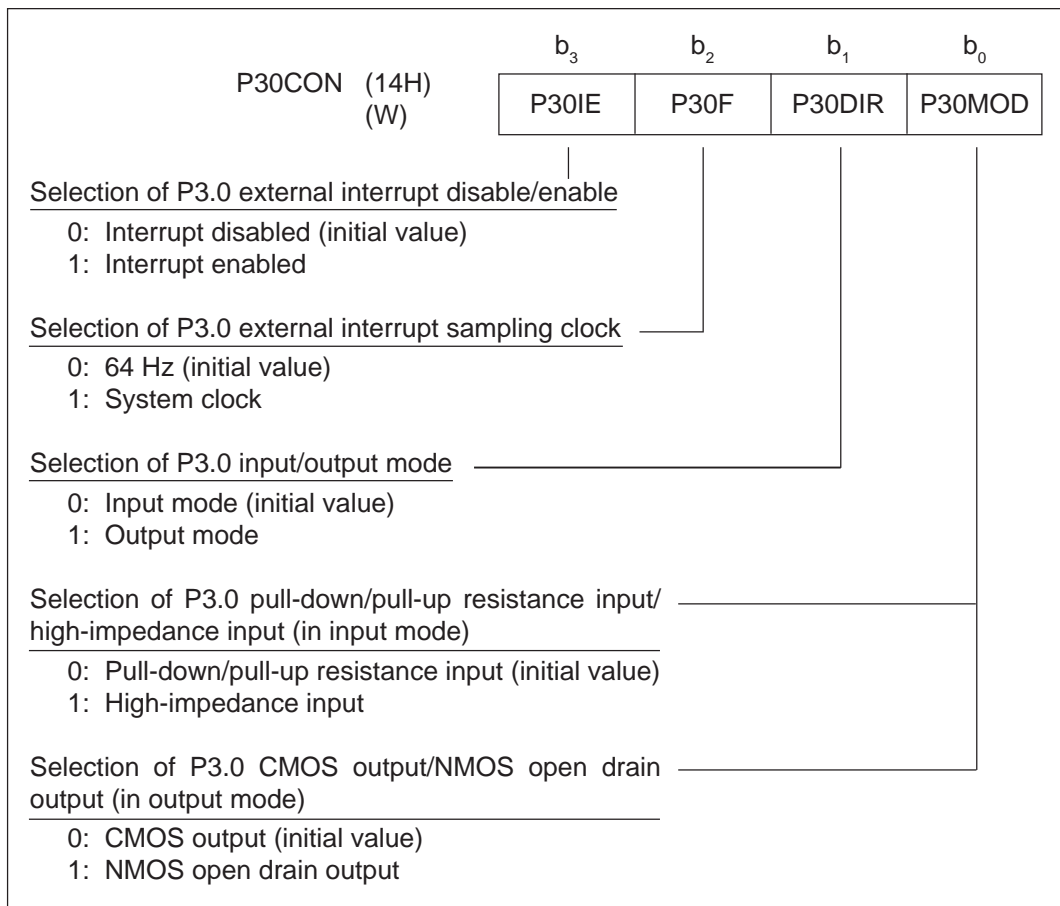 b3 b2 b1 b0
P30CON (14H)
(W)
P30IE P30F P30DIR P30MOD
Selection of P3.0 external interrupt disable/enable
0: Interrupt disabled (initial value)
1: Interrupt enabled
Selection of P3.0 external interrupt sampling clock
0: 64 Hz (initial value)
1: System clock
Selection of P3.0 input/output mode
0: Input mode (initial value)
1: Output mode
Selection of P3.0 pull-down/pull-up resistance input/
high-impedance input (in input mode)
0: Pull-down/pull-up resistance input (initial value)
1: High-impedance input
Selection of P3.0 CMOS output/NMOS open drain
output (in output mode)
0: CMOS output (initial value)
1: NMOS open drain output